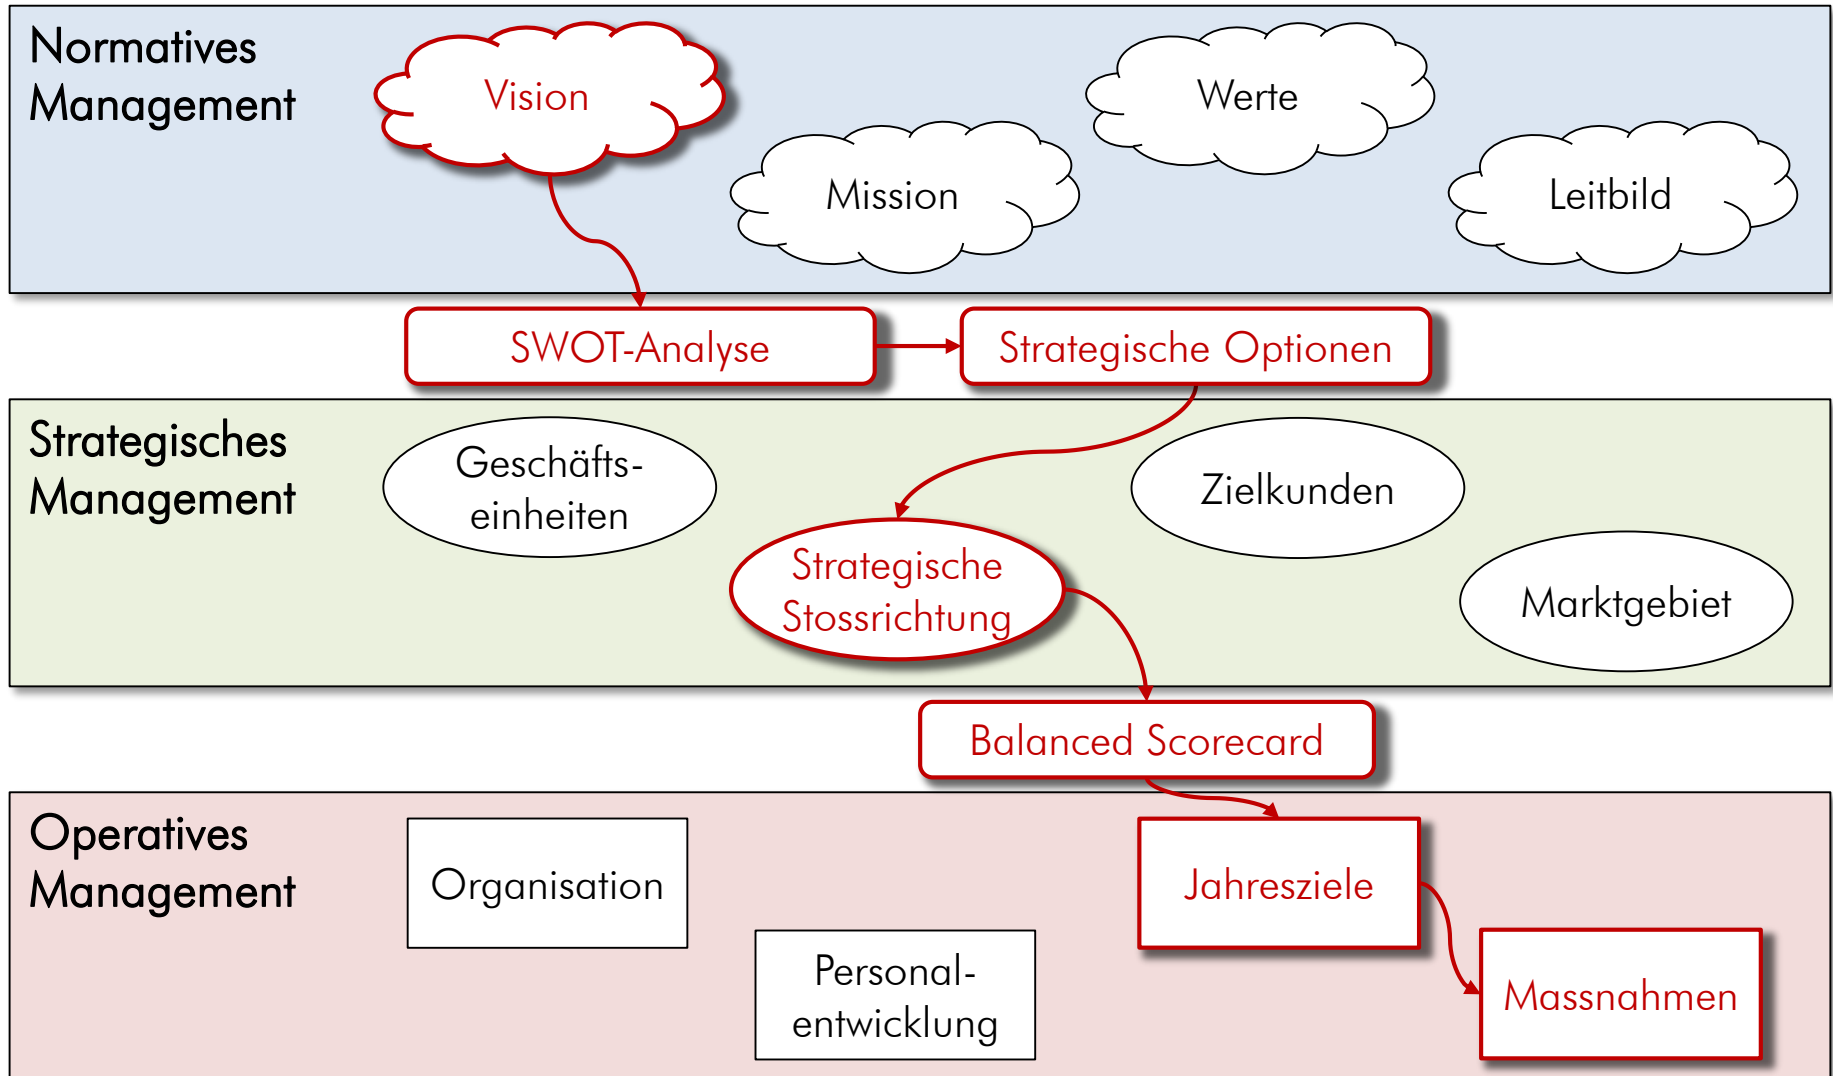 Normatives
Management
Vision
Werte
Mission
Leitbild
SWOT-Analyse
Strategische Optionen
Strategisches
Management
Geschäfts-
einheiten
Zielkunden
Strategische
Stossrichtung
Marktgebiet
Balanced Scorecard
Operatives
Management
Organisation
Jahresziele
Personal-
entwicklung
Massnahmen